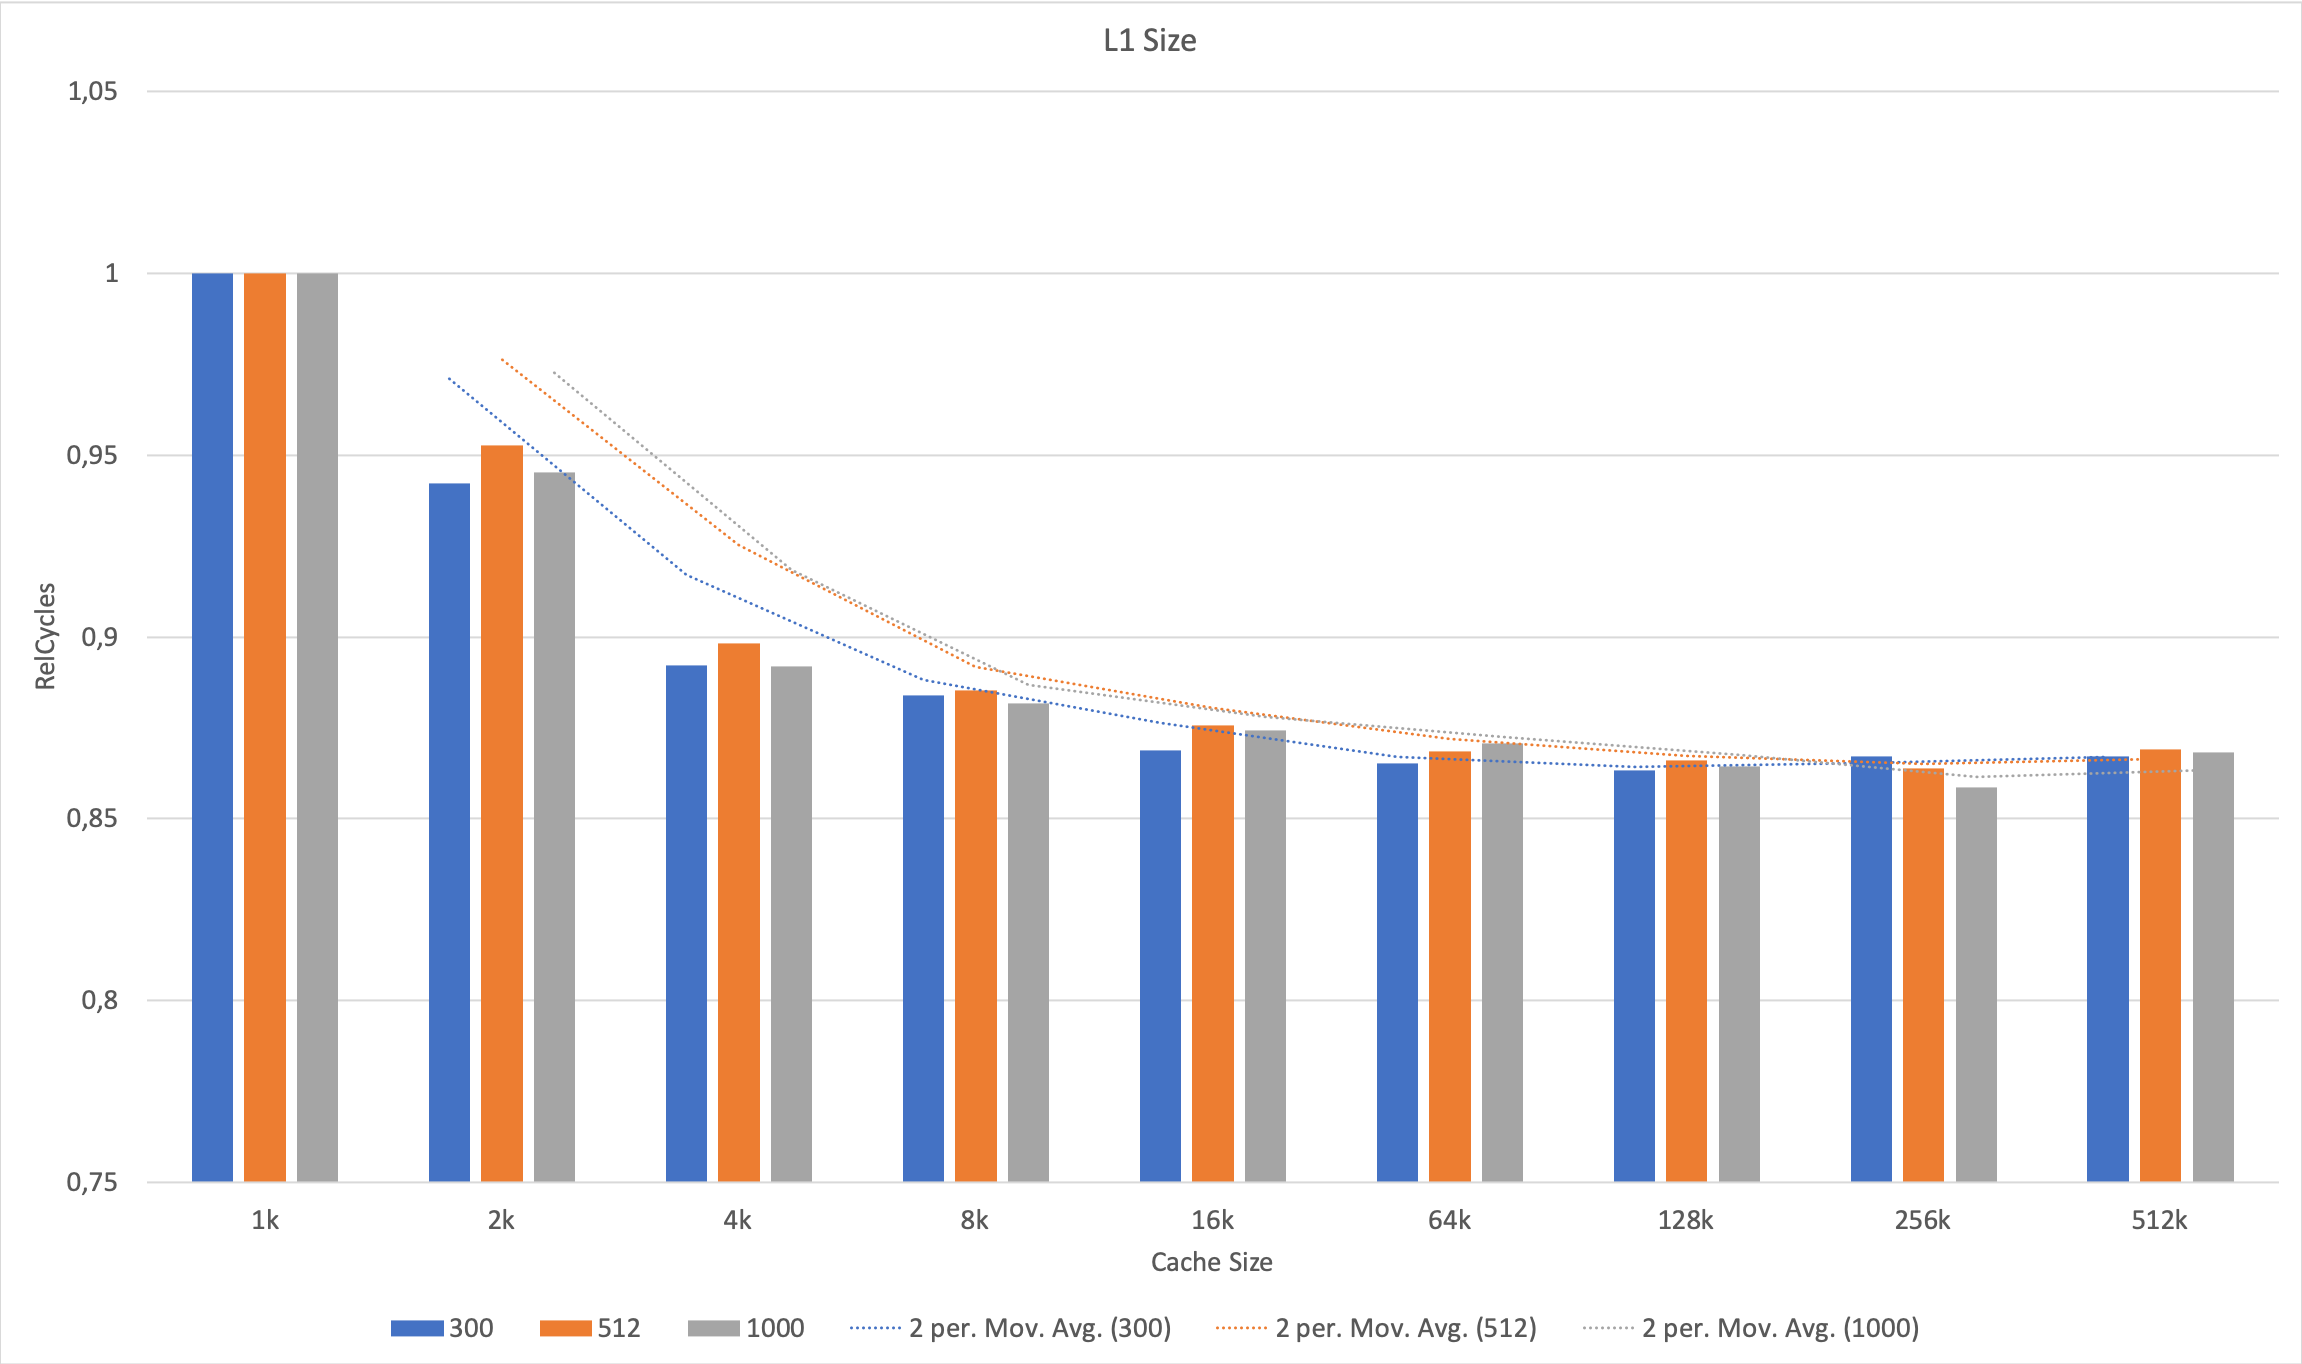 L1 Size
1,05
1
0,95
0,9
0,85
0,8
0,75
RelCycles
1k 2k 4k 8k 16k 64k 128k 256k 512k
Cache Size
300 512 1000 2 per. Mov. Avg. (300) 2 per. Mov. Avg. (512) 2 per. Mov. Avg. (1000)